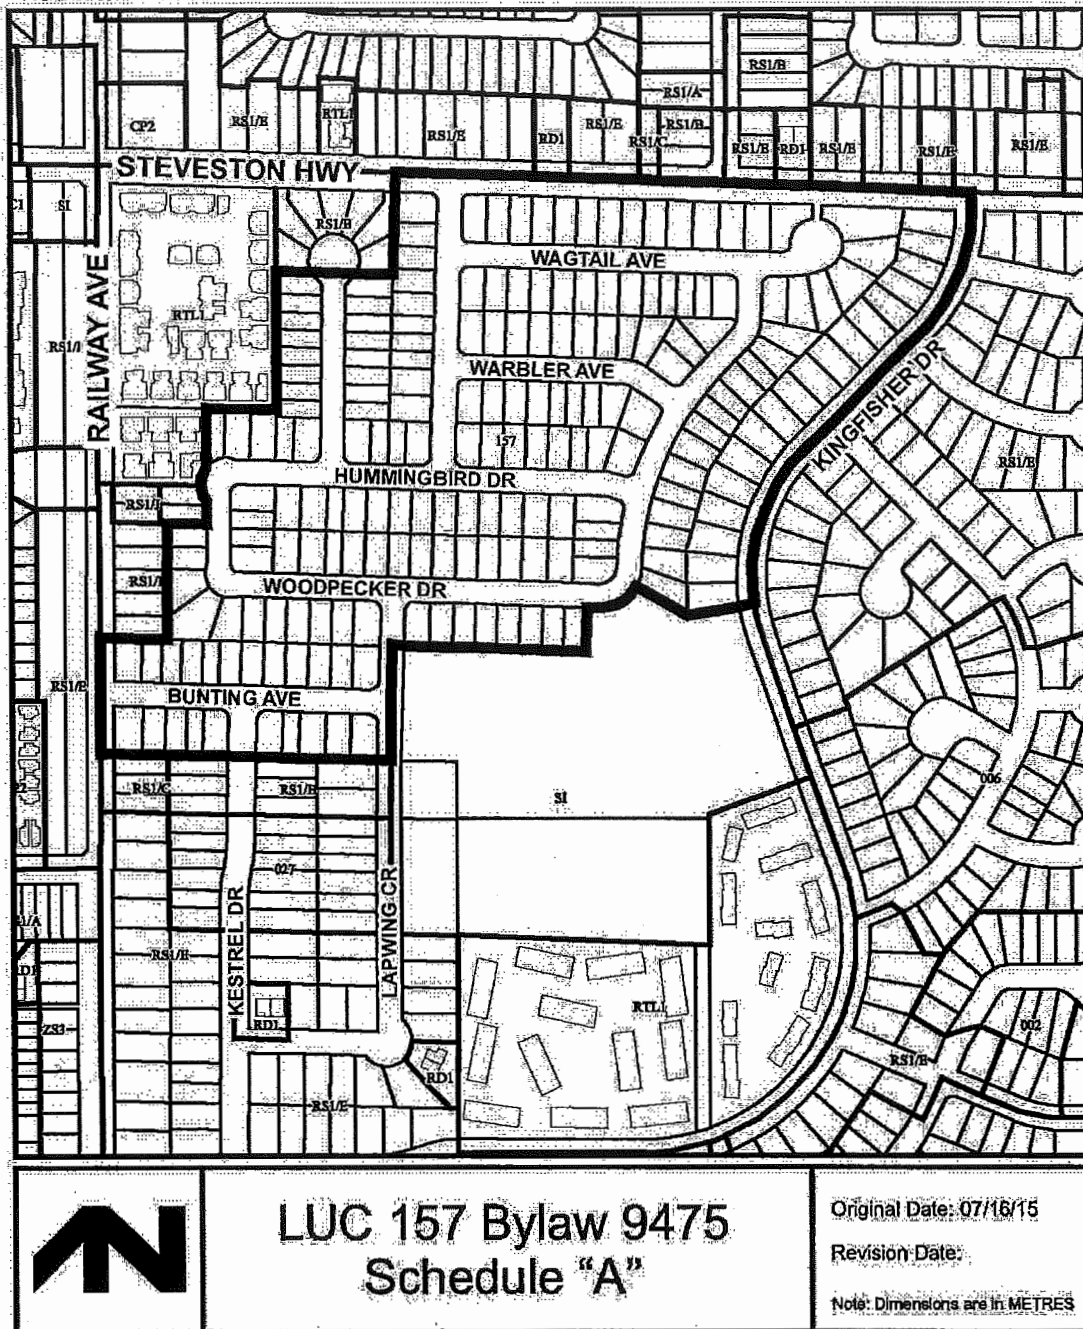 RS1/B
RS1/A
CP2
RS1/E
RTL1
RS1/E
RD1
RS1/E
RS1/C
RS1/B
RS1/B
RD1
RS1/B
RS1/E
RS1/E
STEVESTON HWY
C1
SI
RS1/B
WAGTAIL AVE
RAILWAY AVE
RTL1
RS1/I
WARBLER AVE
KINGFISHER DR
157
RS1/E
HUMMINGBIRD DR
RS1/E
WOODPECKER DR
RS1/E
BUNTING AVE
006
RS1/C
RS1/B
SI
027
1/A
KESTREL DR
LAPWING CR
RS1/E
RTL1
ZS3
RD1
002
RS1/E
RD1
RS1/E
LUC 157 Bylaw 9475
Schedule “A”
Original Date: 07/16/15
Revision Date:
Note: Dimensions are in METRES